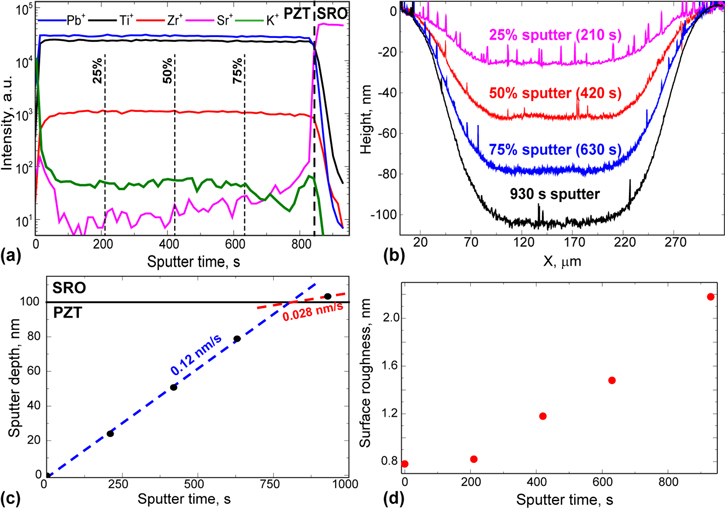 Pb⁺ Ti⁺ Zr⁺ Sr⁺ K⁺ PZT SRO
10⁵
10⁴
10³
10²
10¹
Intensity, a.u.
25%
50%
75%
0 200 400 600 800
Sputter time, s
(a)
0
-20
-40
-60
-80
-100
Height, nm
25% sputter (210 s)
50% sputter (420 s)
75% sputter (630 s)
930 s sputter
20 70 120 170 220 270
X, μm
(b)
SRO
PZT
100
80
60
40
20
0
Sputter depth, nm
0.12 nm/s
0.028 nm/s
0 250 500 750 1000
Sputter time, s
(c)
2.0
1.6
1.2
0.8
Surface roughness, nm
0 200 400 600 800
Sputter time, s
(d)